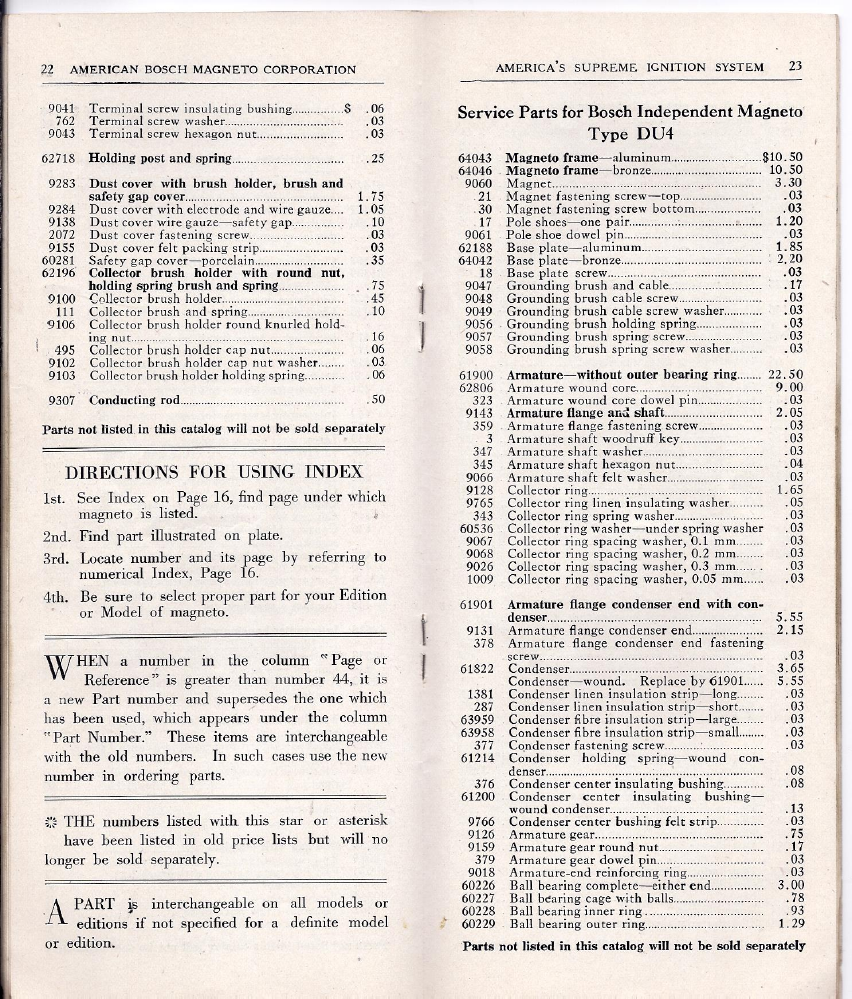 22 AMERICAN BOSCH MAGNETO CORPORATION
9041 Terminal screw insulating bushing..............$ .06
762 Terminal screw washer................................ .03
9043 Terminal screw hexagon nut........................ .03
62718 Holding post and spring............................. .25
9283 Dust cover with brush holder, brush and
safety gap cover......................................... 1.75
9284 Dust cover with electrode and wire gauze.... 1.05
9138 Dust cover wire gauze—safety gap............. .10
2072 Dust cover fastening screw......................... .03
9155 Dust cover felt packing strip....................... .03
60281 Safety gap cover—porcelain....................... .35
62196 Collector brush holder with round nut,
holding spring brush and spring................... .75
9100 Collector brush holder................................ .45
111 Collector brush and spring.......................... .10
9106 Collector brush holder round knurled hold-
ing nut...................................................... .16
495 Collector brush holder cap nut..................... .06
9102 Collector brush holder cap nut washer......... .03
9103 Collector brush holder holding spring........... .06
9307 Conducting rod.......................................... .50
Parts not listed in this catalog will not be sold separately
DIRECTIONS FOR USING INDEX
1st. See Index on Page 16, find page under which
magneto is listed.
2nd. Find part illustrated on plate.
3rd. Locate number and its page by referring to
numerical Index, Page 16.
4th. Be sure to select proper part for your Edition
or Model of magneto.
WHEN a number in the column "Page or
Reference" is greater than number 44, it is
a new Part number and supersedes the one which
has been used, which appears under the column
"Part Number." These items are interchangeable
with the old numbers. In such cases use the new
number in ordering parts.
* THE numbers listed with this star or asterisk
have been listed in old price lists but will no
longer be sold separately.
A PART is interchangeable on all models or
editions if not specified for a definite model
or edition.
AMERICA'S SUPREME IGNITION SYSTEM 23
Service Parts for Bosch Independent Magneto
Type DU4
64043 Magneto frame—aluminum.......................$10.50
64046 Magneto frame—bronze........................... 10.50
9060 Magnet...................................................... 3.30
21 Magnet fastening screw—top...................... .03
30 Magnet fastening screw bottom................... .03
17 Pole shoes—one pair.................................. 1.20
9061 Pole shoe dowel pin.................................... .03
62188 Base plate—aluminum............................... 1.85
64042 Base plate—bronze.................................... 2.20
18 Base plate screw........................................ .03
9047 Grounding brush and cable......................... .17
9048 Grounding brush cable screw...................... .03
9049 Grounding brush cable screw washer........... .03
9056 Grounding brush holding spring................... .03
9057 Grounding brush spring screw..................... .03
9058 Grounding brush spring screw washer.......... .03
61900 Armature—without outer bearing ring....... 22.50
62806 Armature wound core................................. 9.00
323 Armature wound core dowel pin.................. .03
9143 Armature flange and shaft.......................... 2.05
359 Armature flange fastening screw.................. .03
3 Armature shaft woodruff key....................... .03
347 Armature shaft washer............................... .03
345 Armature shaft hexagon nut........................ .04
9066 Armature shaft felt washer.......................... .03
9128 Collector ring............................................. 1.65
9765 Collector ring linen insulating washer.......... .05
343 Collector ring spring washer........................ .03
60536 Collector ring washer—under spring washer .03
9067 Collector ring spacing washer, 0.1 mm....... .03
9068 Collector ring spacing washer, 0.2 mm....... .03
9026 Collector ring spacing washer, 0.3 mm....... .03
1009 Collector ring spacing washer, 0.05 mm...... .03
61901 Armature flange condenser end with con-
denser....................................................... 5.55
9131 Armature flange condenser end.................. 2.15
378 Armature flange condenser end fastening
screw........................................................ .03
61822 Condenser................................................. 3.65
Condenser—wound. Replace by 61901...... 5.55
1381 Condenser linen insulation strip—long........ .03
287 Condenser linen insulation strip—short....... .03
63959 Condenser fibre insulation strip—large........ .03
63958 Condenser fibre insulation strip—small....... .03
377 Condenser fastening screw......................... .03
61214 Condenser holding spring—wound con-
denser....................................................... .08
376 Condenser center insulating bushing........... .08
61200 Condenser center insulating bushing—
wound condenser....................................... .13
9766 Condenser center bushing felt strip............. .03
9126 Armature gear............................................ .75
9159 Armature gear round nut............................ .17
379 Armature gear dowel pin............................. .03
9018 Armature-end reinforcing ring..................... .03
60226 Ball bearing complete—either end.............. 3.00
60227 Ball bearing cage with balls........................ .78
60228 Ball bearing inner ring................................ .93
60229 Ball bearing outer ring................................ 1.29
Parts not listed in this catalog will not be sold separately